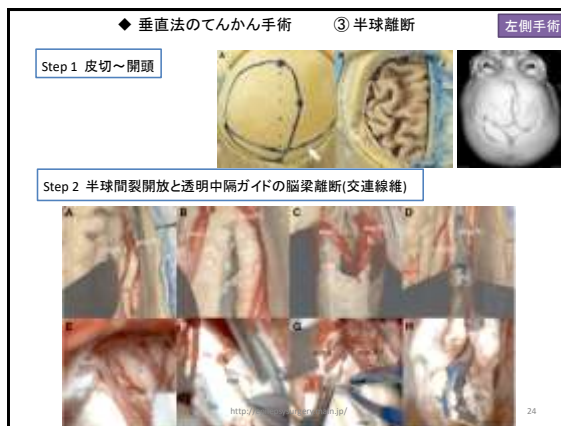 ◆ 垂直法のてんかん手術　③ 半球離断
左側手術
Step 1 皮切～開頭
A
B
Step 2 半球間裂開放と透明中隔ガイドの脳梁離断(交連線維)
A
B
C
D
E
G
H
24